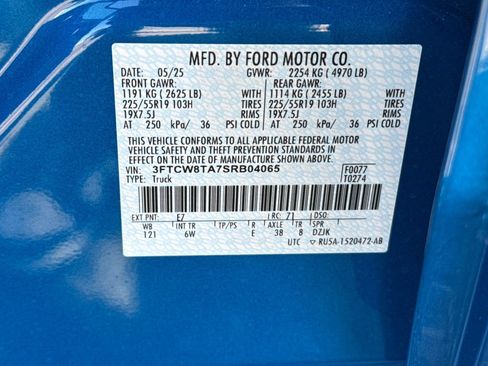 MFD. BY FORD MOTOR CO.
DATE: 05/25 GVWR: 2254 KG ( 4970 LB)
FRONT GAWR: REAR GAWR:
1191 KG ( 2625 LB) WITH 1114 KG ( 2455 LB) WITH
225/55R19 103H TIRES 225/55R19 103H TIRES
19X7.5J RIMS 19X7.5J RIMS
AT 250 kPa/ 36 PSI COLD AT 250 kPa/ 36 PSI COLD
THIS VEHICLE CONFORMS TO ALL APPLICABLE FEDERAL MOTOR
VEHICLE SAFETY AND THEFT PREVENTION STANDARDS IN
EFFECT ON THE DATE OF MANUFACTURE SHOWN ABOVE.
VIN: 3FTCW8TA7SRB04065 F0077
TYPE: Truck T0274
EXT PNT: E7 RC: 71 DSO:
WB INT TR TP/PS R AXLE TR SPR
121 6W E 38 8 DZJK
UTC RU5A-1520472-AB